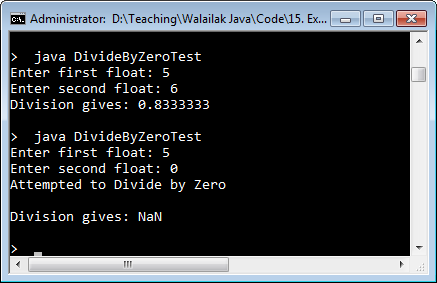 Administrator: D:\Teaching\Walailak Java\Code\15. Ex...
> java DivideByZeroTest
Enter first float: 5
Enter second float: 6
Division gives: 0.8333333
> java DivideByZeroTest
Enter first float: 5
Enter second float: 0
Attempted to Divide by Zero
Division gives: NaN
>